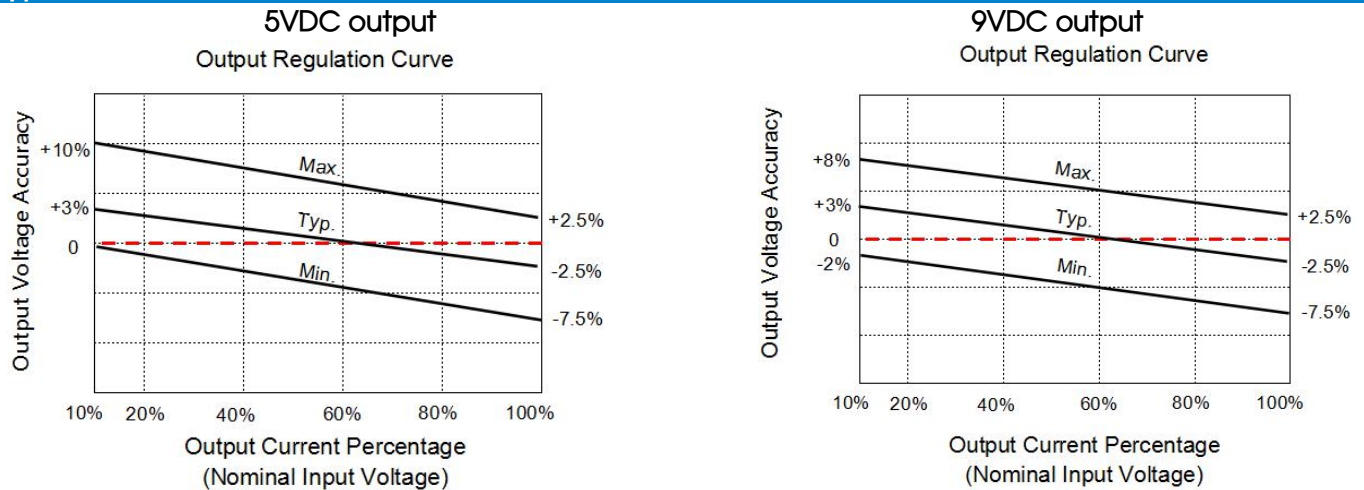 5VDC output
Output Regulation Curve
Output Voltage Accuracy
+10%
+3%
0
Max.
Typ.
Min.
+2.5%
-2.5%
-7.5%
10% 20% 40% 60% 80% 100%
Output Current Percentage
(Nominal Input Voltage)
9VDC output
Output Regulation Curve
Output Voltage Accuracy
+8%
+3%
0
-2%
Max.
Typ.
Min.
+2.5%
-2.5%
-7.5%
10% 20% 40% 60% 80% 100%
Output Current Percentage
(Nominal Input Voltage)